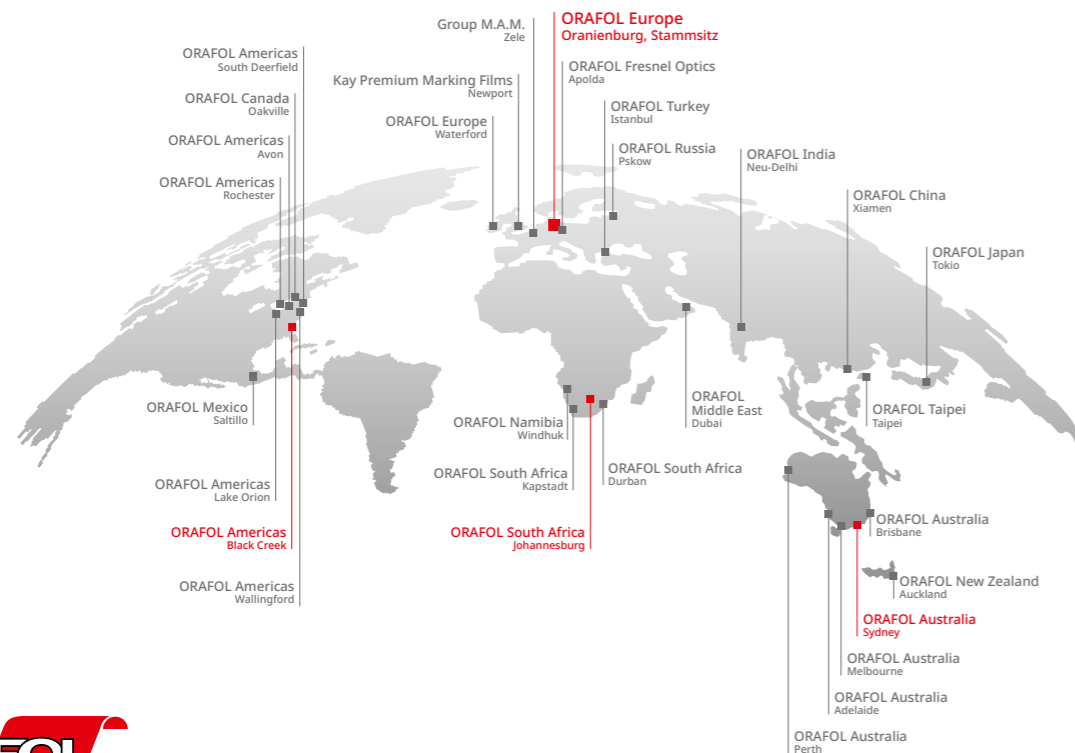 Group M.A.M.
Zele
ORAFOL Europe
Oranienburg, Stammsitz
ORAFOL Americas
South Deerfield
Kay Premium Marking Films
Newport
ORAFOL Fresnel Optics
Apolda
ORAFOL Canada
Oakville
ORAFOL Europe
Waterford
ORAFOL Turkey
Istanbul
ORAFOL Americas
Avon
ORAFOL Russia
Pskow
ORAFOL India
Neu-Delhi
ORAFOL Americas
Rochester
ORAFOL China
Xiamen
ORAFOL Japan
Tokio
ORAFOL Mexico
Saltillo
ORAFOL Namibia
Windhuk
ORAFOL
Middle East
Dubai
ORAFOL Taipei
Taipei
ORAFOL Americas
Lake Orion
ORAFOL South Africa
Kapstadt
ORAFOL South Africa
Durban
ORAFOL Americas
Black Creek
ORAFOL South Africa
Johannesburg
ORAFOL Australia
Brisbane
ORAFOL Americas
Wallingford
ORAFOL New Zealand
Auckland
ORAFOL Australia
Sydney
ORAFOL Australia
Melbourne
ORAFOL Australia
Adelaide
ORAFOL Australia
Perth